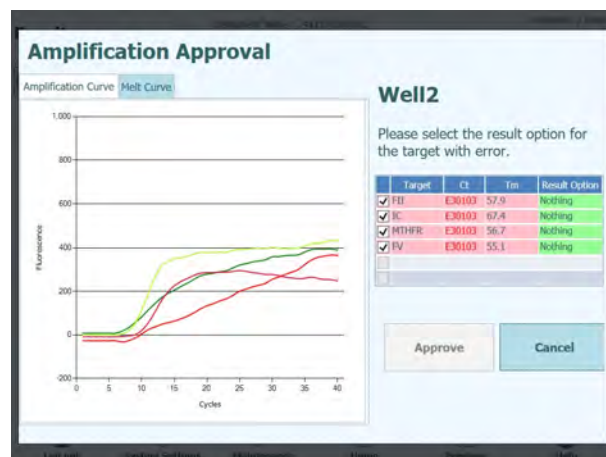 Amplification Approval
Amplification Curve Melt Curve
1,000
800
600
400
200
0
-200
0 5 10 15 20 25 30 35 40
Fluorescence
Cycles
Well2
Please select the result option for
the target with error.
Target Ct Tm Result Option
FII E30103 57.9 Nothing
IC E30103 67.4 Nothing
MTHFR E30103 56.7 Nothing
FV E30103 55.1 Nothing
Approve Cancel